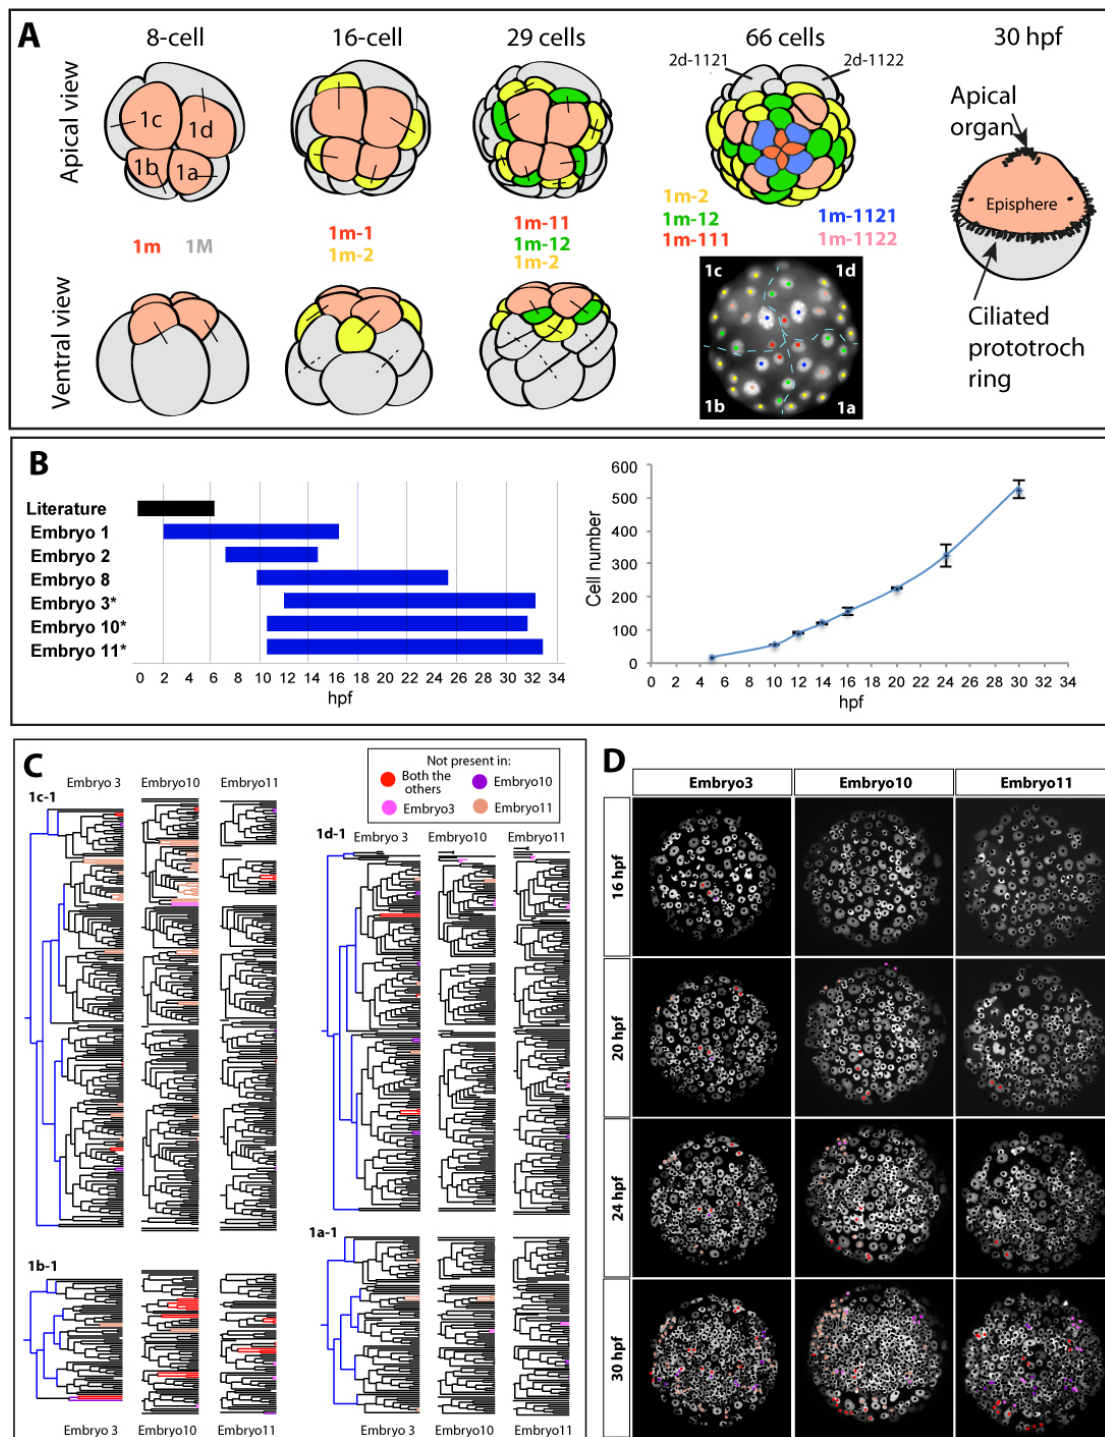 A
8-cell
16-cell
29 cells
66 cells
30 hpf
Apical view
2d-1121
2d-1122
1c
1d
1b
1a
Apical organ
Episphere
1m 1M
1m-1
1m-2
1m-11
1m-12
1m-2
1m-2
1m-12
1m-111
1m-1121
1m-1122
Ventral view
1c
1d
1b
1a
Ciliated
prototroch
ring
B
Literature
Embryo 1
Embryo 2
Embryo 8
Embryo 3*
Embryo 10*
Embryo 11*
0 2 4 6 8 10 12 14 16 18 20 22 24 26 28 30 32 34
hpf
Cell number
600
500
400
300
200
100
0
0 2 4 6 8 10 12 14 16 18 20 22 24 26 28 30 32 34
hpf
C
Not present in:
Both the others
Embryo10
Embryo3
Embryo11
Embryo 3 Embryo10 Embryo11
1c-1
1d-1
Embryo 3 Embryo10 Embryo11
1b-1
1a-1
Embryo 3 Embryo10 Embryo11
Embryo 3 Embryo10 Embryo11
D
Embryo3 Embryo10 Embryo11
16 hpf
20 hpf
24 hpf
30 hpf